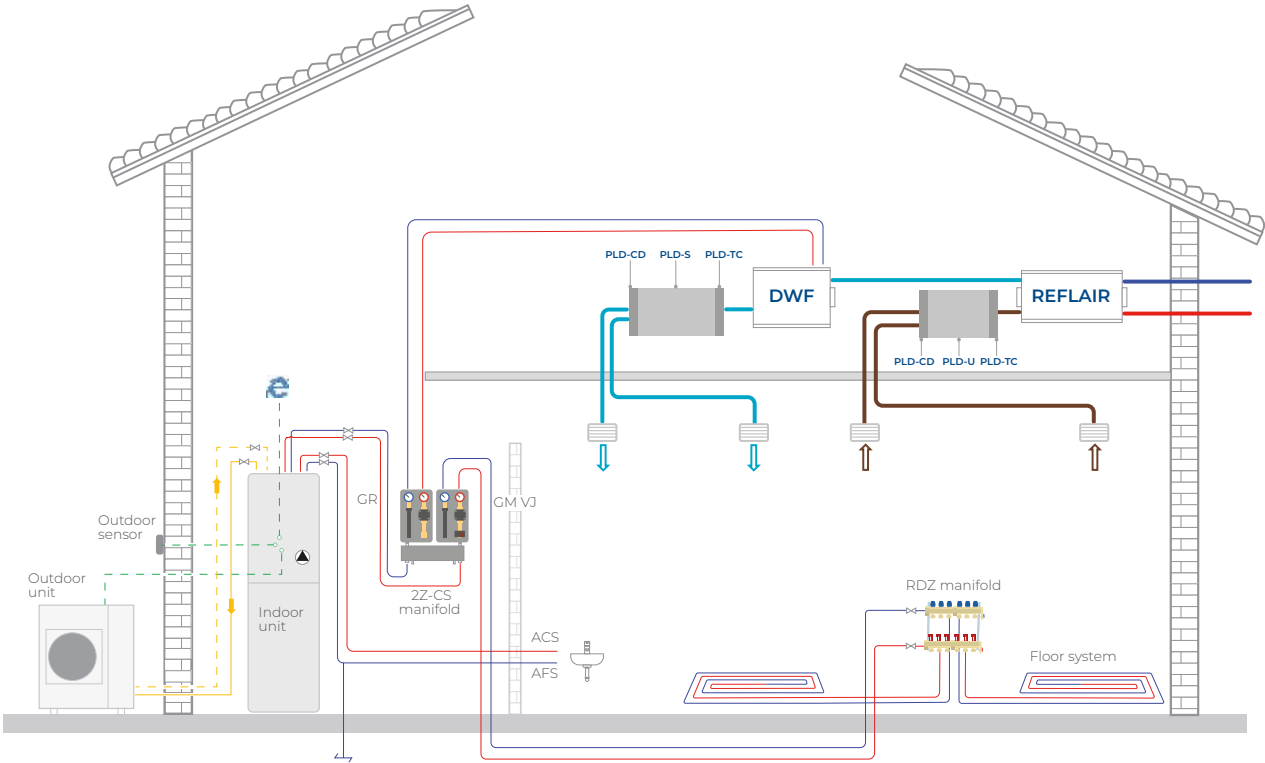 PLD-CD PLD-S PLD-TC
DWF
REFLAIR
PLD-CD PLD-U PLD-TC
GR
GM VJ
Outdoor
sensor
Outdoor
unit
Indoor
unit
2Z-CS
manifold
RDZ manifold
ACS
AFS
Floor system